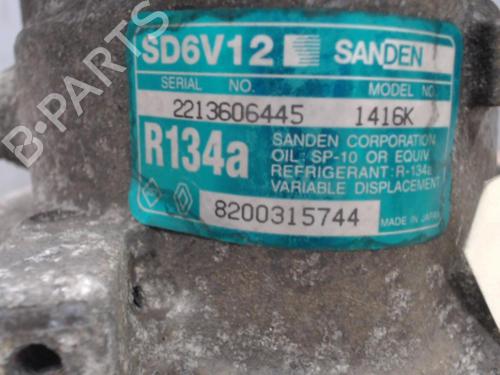 SD6V12 SANDEN
SERIAL NO. MODEL NO.
2213606445 1416K
R134a
SANDEN CORPORATION
OIL: SP-10 OR EQUIV.
REFRIGERANT: R-134a
VARIABLE DISPLACEMENT
8200315744
MADE IN JAPAN